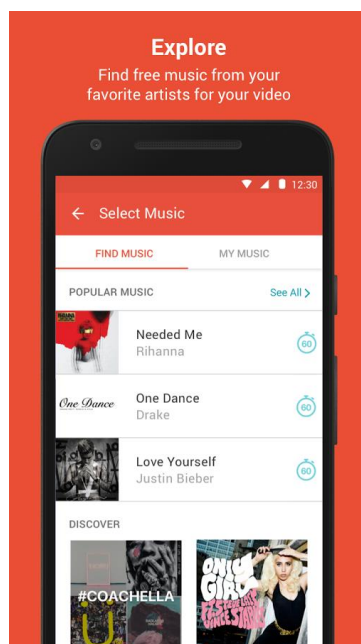 Explore
Find free music from your
favorite artists for your video
12:30
Select Music
FIND MUSIC
MY MUSIC
POPULAR MUSIC
See All
Needed Me
Rihanna
60
One Dance
One Dance
Drake
60
Love Yourself
Justin Bieber
60
DISCOVER
#COACHELLA
ONLY
GIRL